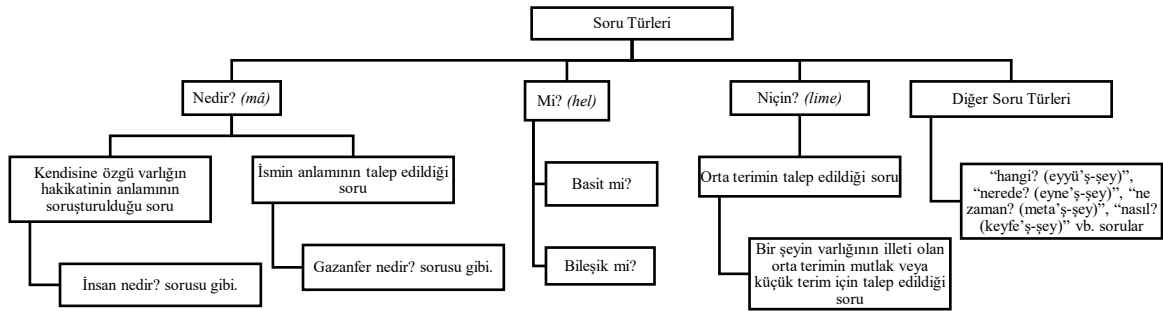 Soru Türleri
Nedir? (mâ)
Mi? (hel)
Niçin? (lime)
Diğer Soru Türleri
Kendisine özgü varlığın
hakikatinin anlamının
soruşturulduğu soru
İsmin anlamının talep edildiği
soru
Basit mi?
Orta terimin talep edildiği soru
“hangi? (eyyü’ş-şey)”,
“nerede? (eyne’ş-şey)”, “ne
zaman? (meta’ş-şey)”, “nasıl?
(keyfe’ş-şey)” vb. sorular
İnsan nedir? sorusu gibi.
Gazanfer nedir? sorusu gibi.
Bileşik mi?
Bir şeyin varlığının illeti olan
orta terimin mutlak veya
küçük terim için talep edildiği
soru